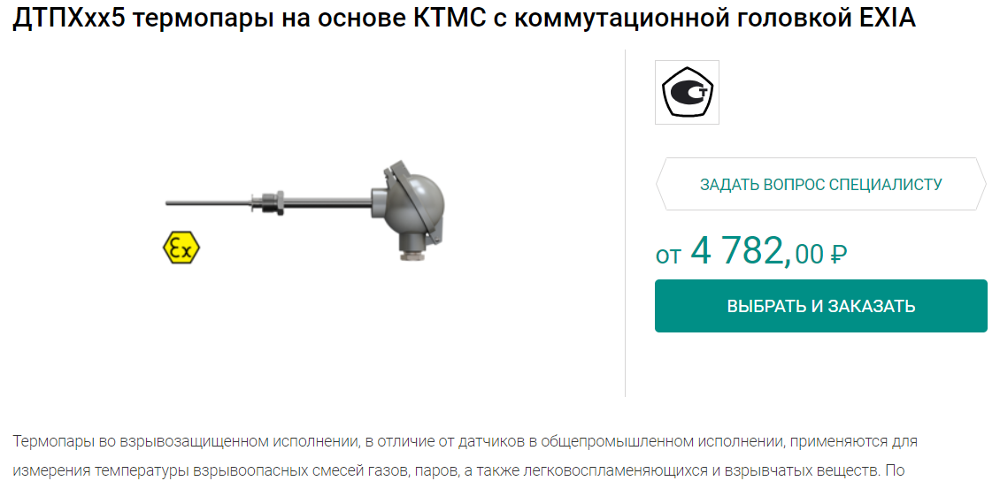 ДТПХхх5 термопары на основе КТМС с коммутационной головкой EXIA
Ex
ЗАДАТЬ ВОПРОС СПЕЦИАЛИСТУ
от 4 782,00 ₽
ВЫБРАТЬ И ЗАКАЗАТЬ
Термопары во взрывозащищенном исполнении, в отличие от датчиков в общепромышленном исполнении, применяются для
измерения температуры взрывоопасных смесей газов, паров, а также легковоспламеняющихся и взрывчатых веществ. По